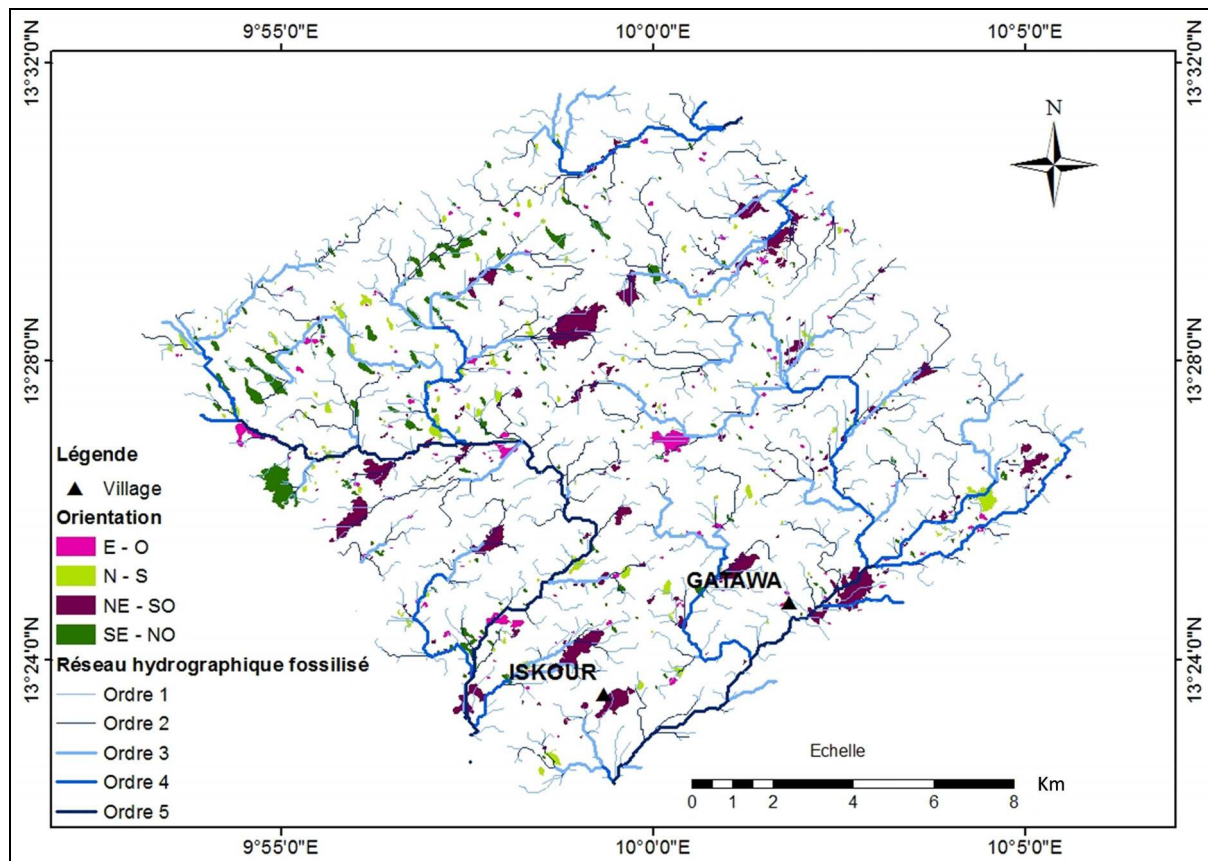 9°55'0"E 10°0'0"E 10°5'0"E
13°32'0"N
13°32'0"N
N
13°28'0"N
13°28'0"N
Légende
Village
Orientation
E - O
N - S
NE - SO
SE - NO
Réseau hydrographique fossilisé
Ordre 1
Ordre 2
Ordre 3
Ordre 4
Ordre 5
GATAWA
ISKOUR
13°24'0"N
13°24'0"N
Echelle
Km
0 1 2 4 6 8
9°55'0"E 10°0'0"E 10°5'0"E